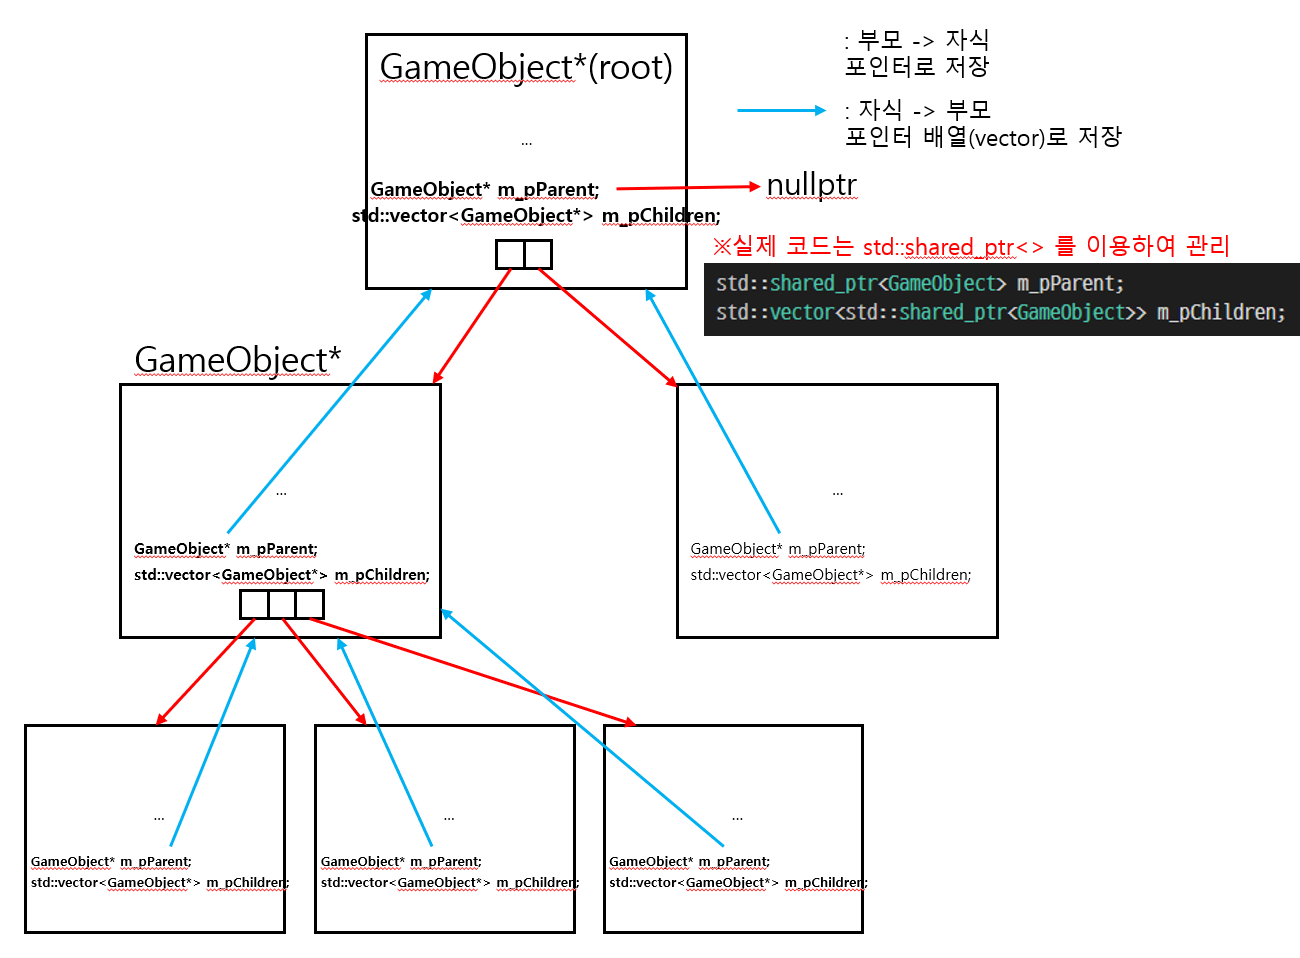 GameObject*(root)
...
GameObject* m_pParent;
std::vector<GameObject*> m_pChildren;
: 부모 -> 자식
포인터로 저장
: 자식 -> 부모
포인터 배열(vector)로 저장
nullptr
※실제 코드는 std::shared_ptr<> 를 이용하여 관리
std::shared_ptr<GameObject> m_pParent;
std::vector<std::shared_ptr<GameObject>> m_pChildren;
GameObject*
...
GameObject* m_pParent;
std::vector<GameObject*> m_pChildren;
...
GameObject* m_pParent;
std::vector<GameObject*> m_pChildren;
...
GameObject* m_pParent;
std::vector<GameObject*> m_pChildren;
...
GameObject* m_pParent;
std::vector<GameObject*> m_pChildren;
...
GameObject* m_pParent;
std::vector<GameObject*> m_pChildren;